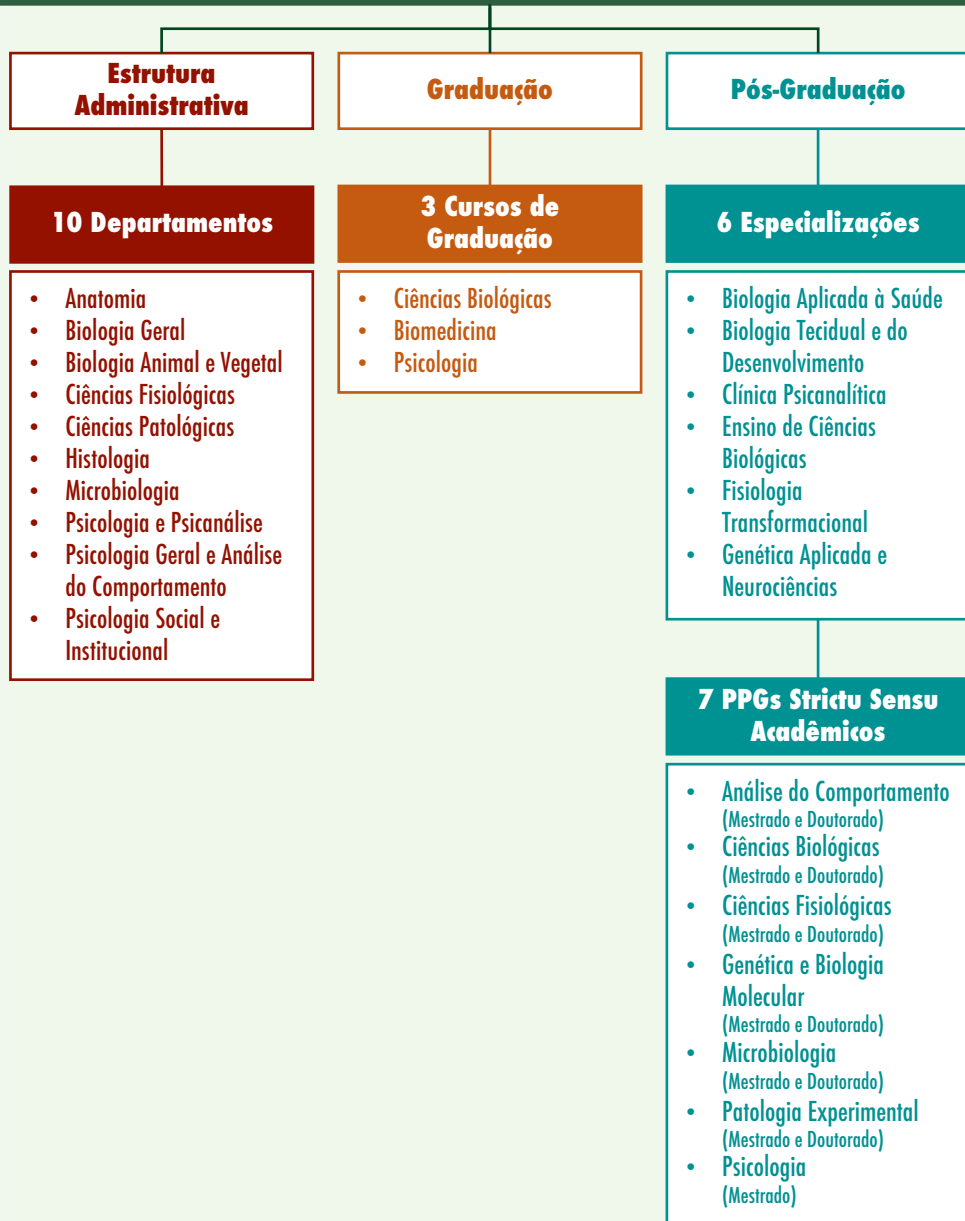 Estrutura
Administrativa
Graduação
Pós-Graduação
10 Departamentos
3 Cursos de
Graduação
6 Especializações
• Anatomia
• Biologia Geral
• Biologia Animal e Vegetal
• Ciências Fisiológicas
• Ciências Patológicas
• Histologia
• Microbiologia
• Psicologia e Psicanálise
• Psicologia Geral e Análise
do Comportamento
• Psicologia Social e
Institucional
• Ciências Biológicas
• Biomedicina
• Psicologia
• Biologia Aplicada à Saúde
• Biologia Tecidual e do
Desenvolvimento
• Clínica Psicanalítica
• Ensino de Ciências
Biológicas
• Fisiologia
Transformacional
• Genética Aplicada e
Neurociências
7 PPGs Strictu Sensu
Acadêmicos
• Análise do Comportamento
(Mestrado e Doutorado)
• Ciências Biológicas
(Mestrado e Doutorado)
• Ciências Fisiológicas
(Mestrado e Doutorado)
• Genética e Biologia
Molecular
(Mestrado e Doutorado)
• Microbiologia
(Mestrado e Doutorado)
• Patologia Experimental
(Mestrado e Doutorado)
• Psicologia
(Mestrado)